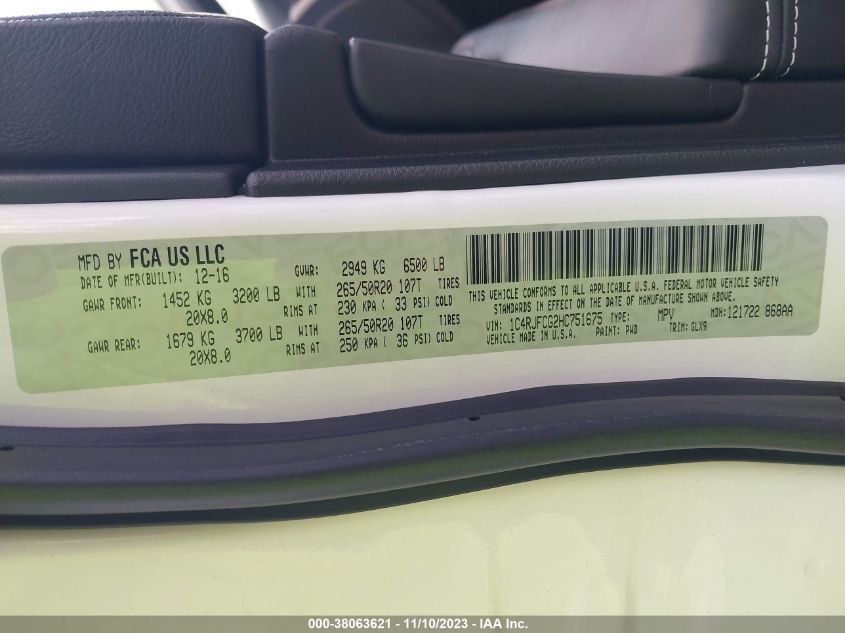 MFD BY FCA US LLC
DATE OF MFR(BUILT): 12-16 GVWR: 2949 KG 6500 LB
GAWR FRONT: 1452 KG 3200 LB WITH 265/50R20 107T TIRES
20X8.0 RIMS AT 230 KPA ( 33 PSI) COLD
GAWR REAR: 1679 KG 3700 LB WITH 265/50R20 107T TIRES
20X8.0 RIMS AT 250 KPA ( 36 PSI) COLD
THIS VEHICLE CONFORMS TO ALL APPLICABLE U.S.A. FEDERAL MOTOR VEHICLE SAFETY
STANDARDS IN EFFECT ON THE DATE OF MANUFACTURE SHOWN ABOVE.
VIN: 1C4RJFCG2HC751675 TYPE: MPV MDH:121722 868AA
VEHICLE MADE IN U.S.A. PAINT: PWD TRIM: GLX9
000-38063621 - 11/10/2023 - IAA Inc.